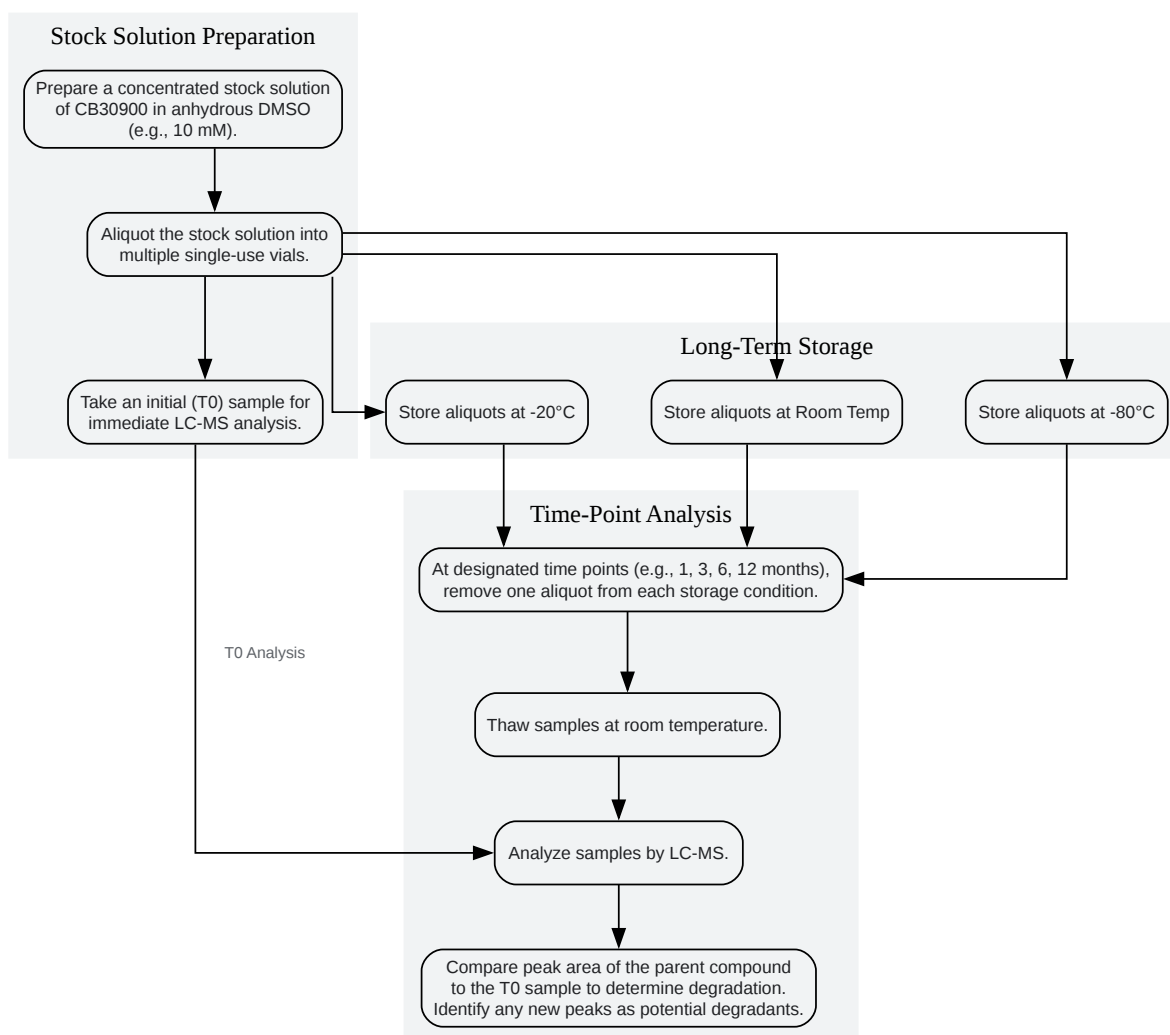 Stock Solution Preparation
Prepare a concentrated stock solution
of CB30900 in anhydrous DMSO
(e.g., 10 mM).
Aliquot the stock solution into
multiple single-use vials.
Long-Term Storage
Take an initial (T0) sample for
immediate LC-MS analysis.
Store aliquots at -20°C
Store aliquots at Room Temp
Store aliquots at -80°C
Time-Point Analysis
At designated time points (e.g., 1, 3, 6, 12 months),
remove one aliquot from each storage condition.
T0 Analysis
Thaw samples at room temperature.
Analyze samples by LC-MS.
Compare peak area of the parent compound
to the T0 sample to determine degradation.
Identify any new peaks as potential degradants.